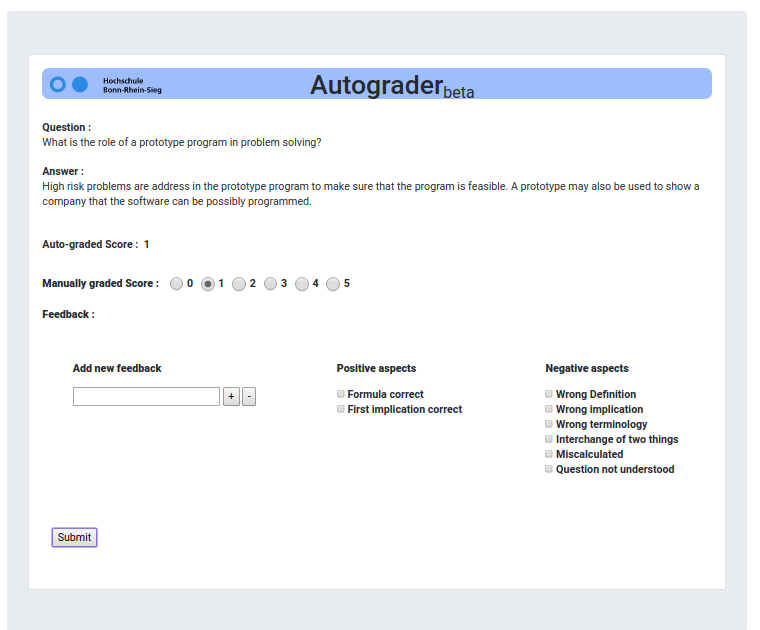 Hochschule
Bonn-Rhein-Sieg
Autograder beta
Question :
What is the role of a prototype program in problem solving?
Answer :
High risk problems are address in the prototype program to make sure that the program is feasible. A prototype may also be used to show a
company that the software can be possibly programmed.
Auto-graded Score : 1
Manually graded Score : 0 1 2 3 4 5
Feedback :
Add new feedback
+ -
Positive aspects
Formula correct
First implication correct
Negative aspects
Wrong Definition
Wrong implication
Wrong terminology
Interchange of two things
Miscalculated
Question not understood
Submit